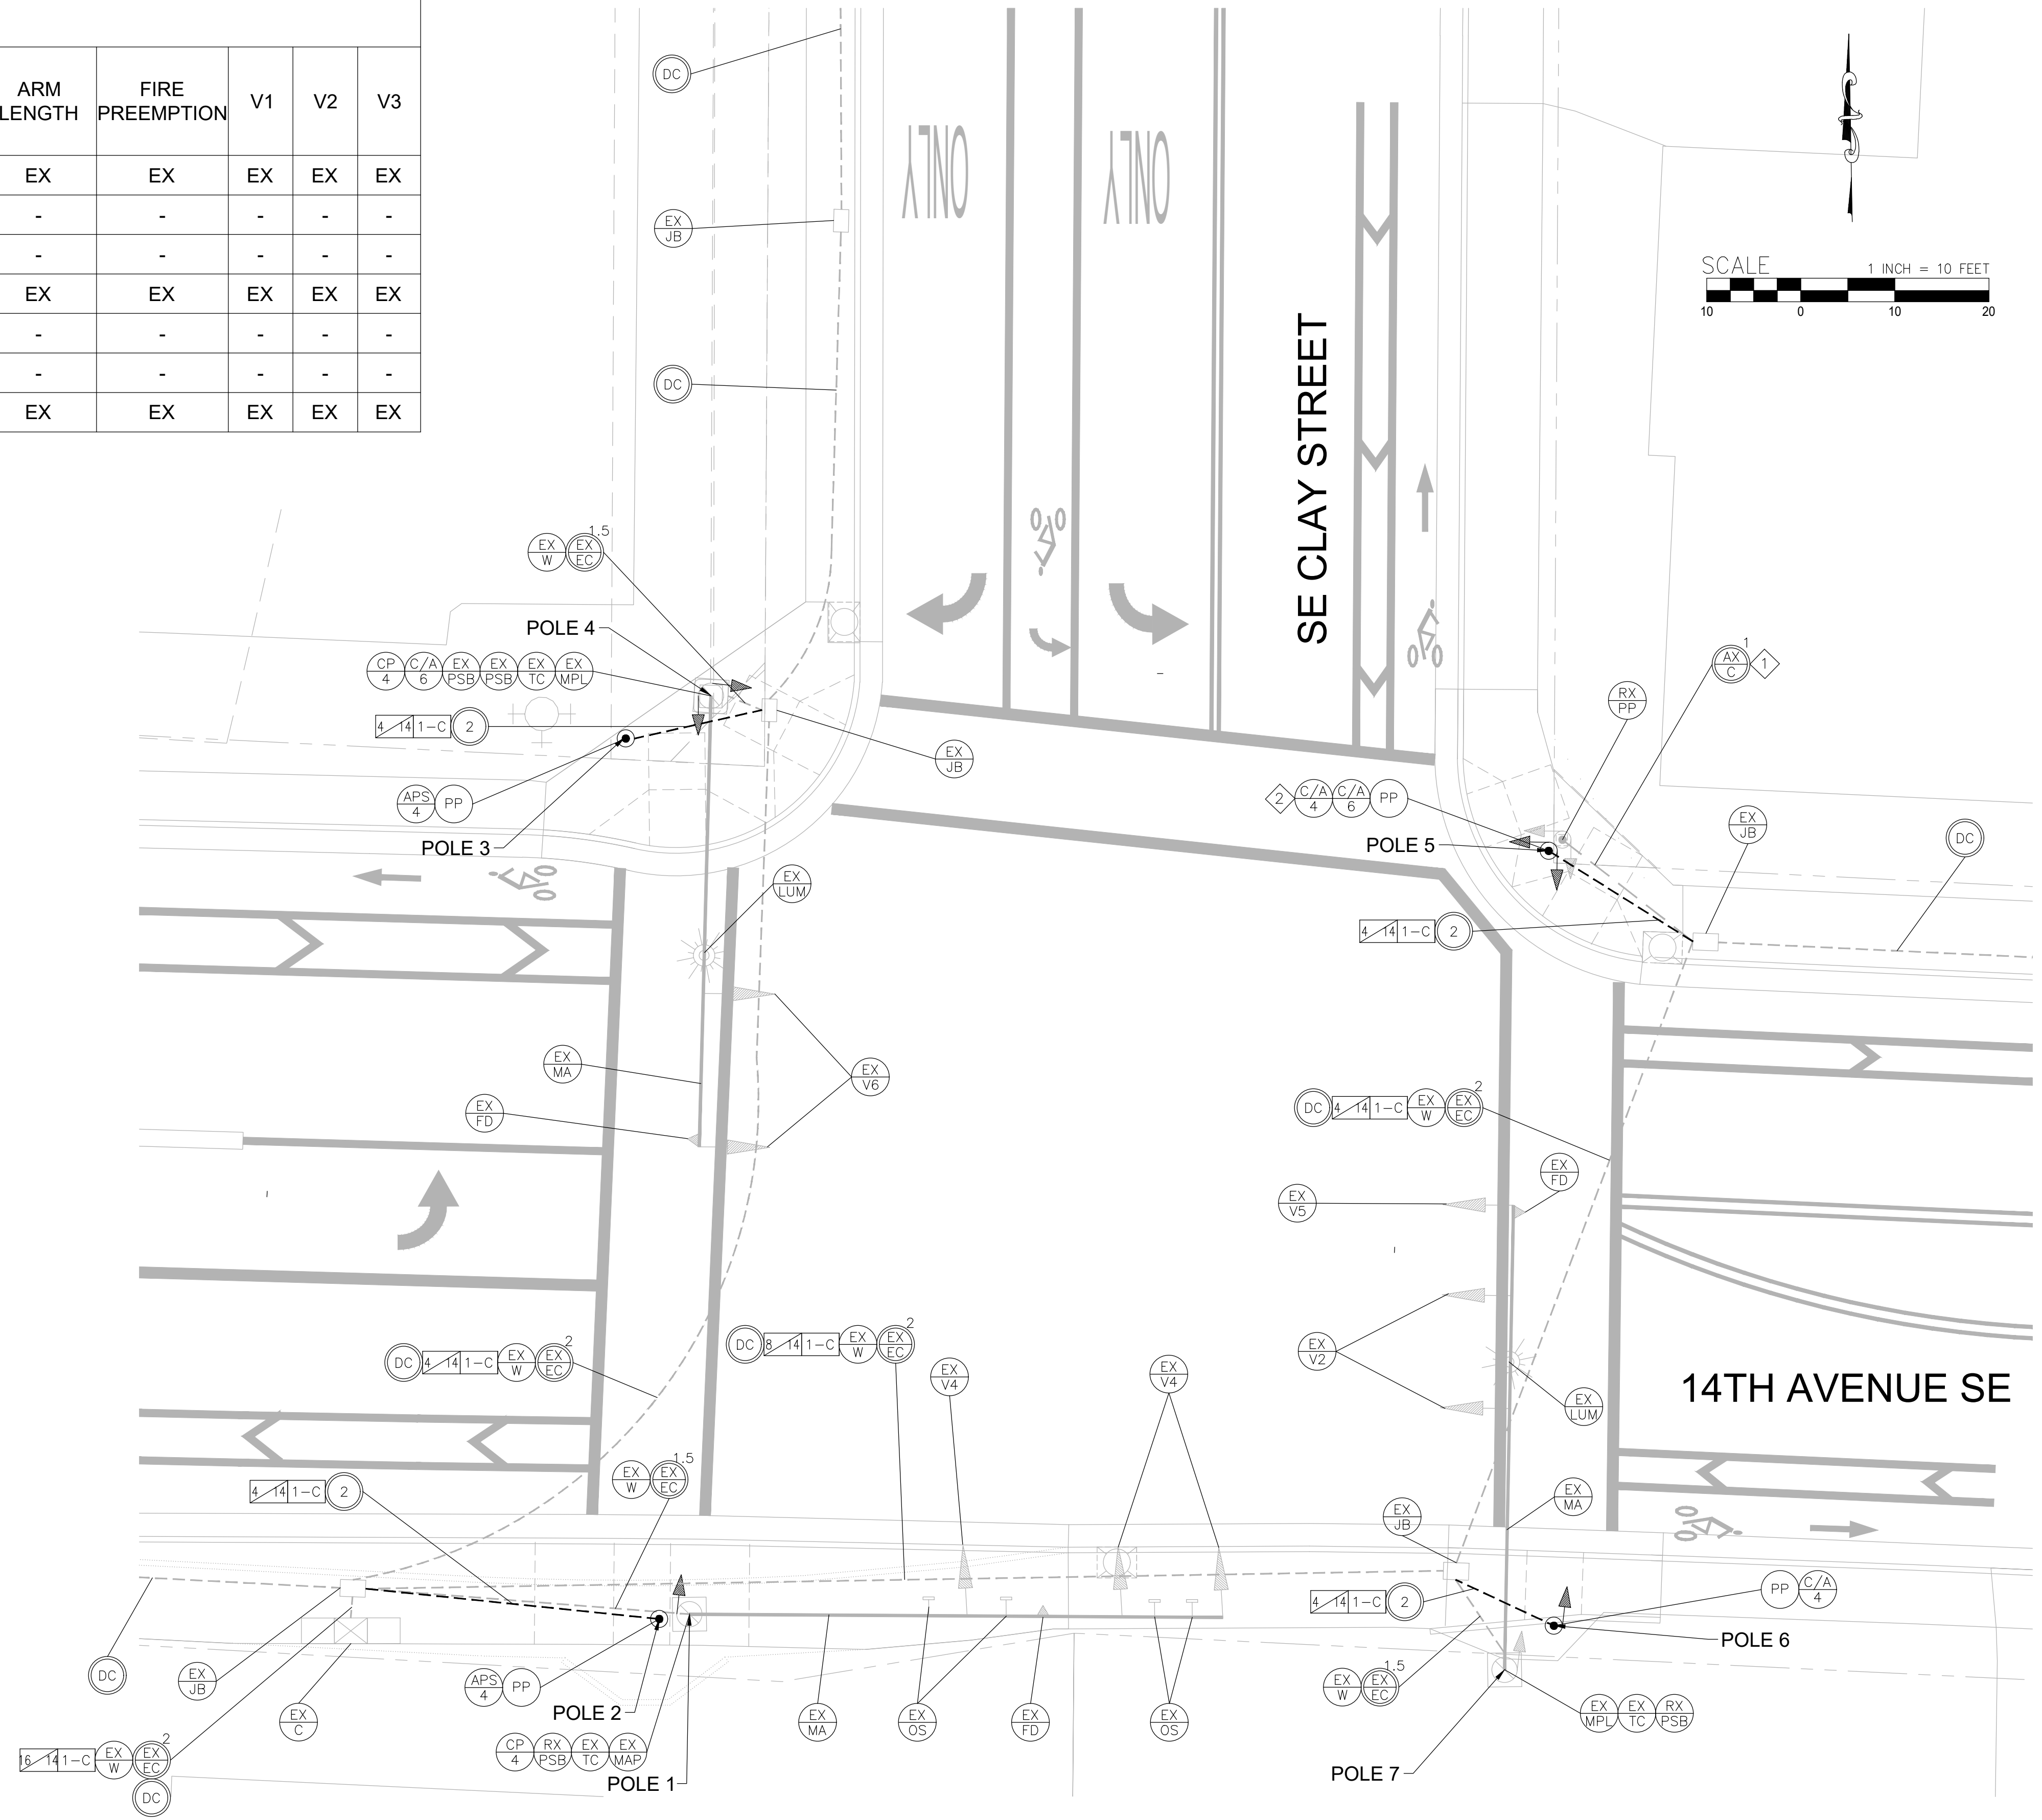 ARM LENGTH
FIRE PREEMPTION
V1
V2
V3
EX EX EX EX EX
- - - - -
- - - - -
EX EX EX EX EX
- - - - -
- - - - -
EX EX EX EX EX
DC
EX JB
DC
ONLY
ONLY
SE CLAY STREET
SCALE
1 INCH = 10 FEET
10 0 10 20
EX W
EX EC 1.5
POLE 4
CP 4
C/A 6
EX PSB
EX PSB
EX TC
EX MPL
4 14 1-C 2
APS 4
PP
POLE 3
EX JB
AX C 1
1
RX PP
2
C/A 4
C/A 6
PP
POLE 5
EX JB
DC
4 14 1-C 2
EX LUM
EX MA
EX FD
EX V6
DC 4 14 1-C EX W EX EC 2
EX FD
EX V5
EX V2
EX LUM
14TH AVENUE SE
DC 4 14 1-C EX W EX EC 2
DC 8 14 1-C EX W EX EC 2
EX V4
EX V4
4 14 1-C 2
EX W
EX EC 1.5
EX JB
EX MA
4 14 1-C 2
PP
C/A 4
POLE 6
DC
EX JB
EX C
APS 4
PP
POLE 2
CP 4
RX PSB
EX TC
EX MAP
POLE 1
EX MA
EX OS
EX FD
EX OS
EX W
EX EC 1.5
EX MPL
EX TC
RX PSB
POLE 7
16 14 1-C EX W EX EC 2
DC